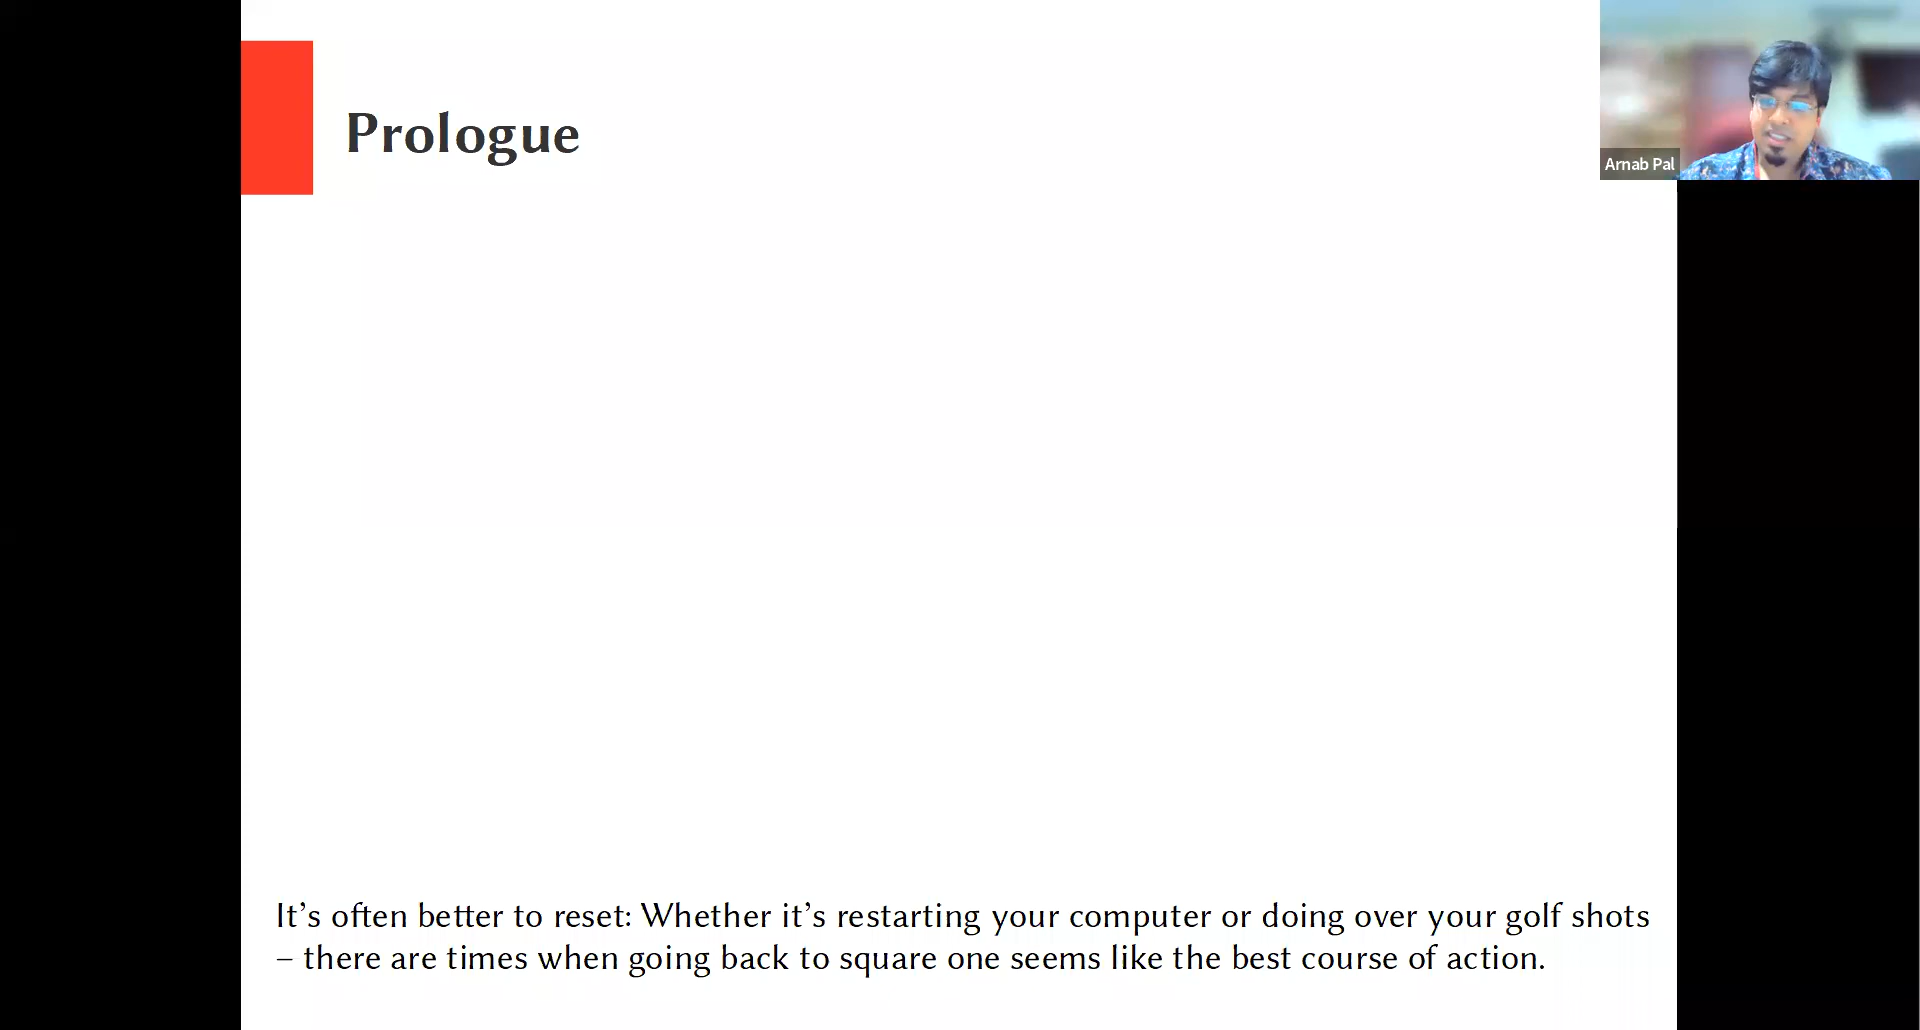 Prologue
Arnab Pal
It’s often better to reset: Whether it’s restarting your computer or doing over your golf shots
– there are times when going back to square one seems like the best course of action.